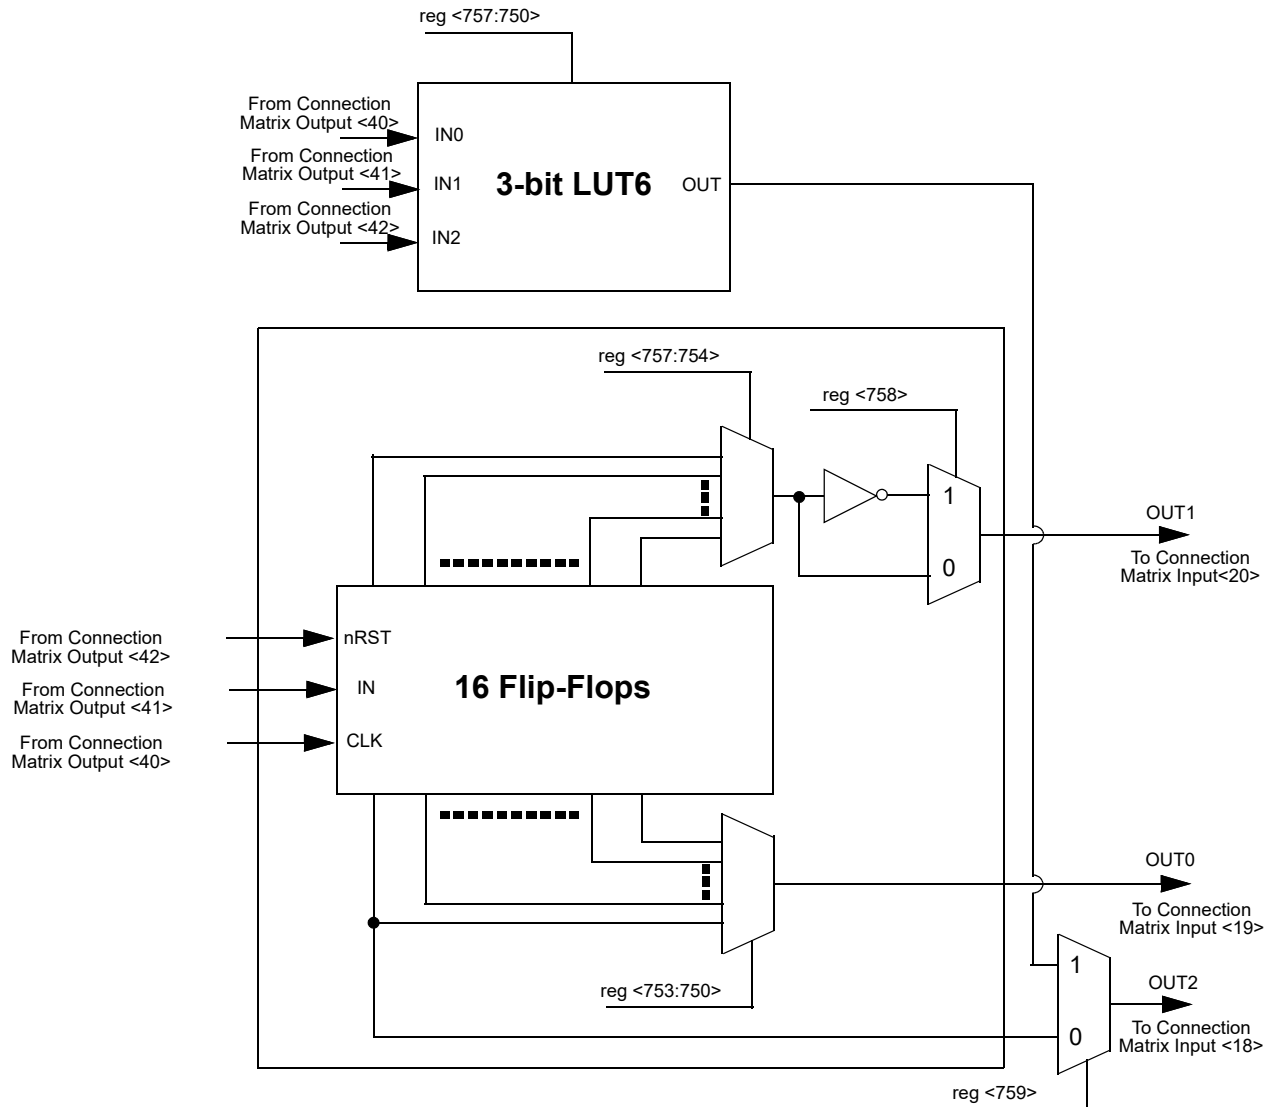 reg <757:750>
From Connection
Matrix Output <40>
IN0
From Connection
Matrix Output <41>
IN1
3-bit LUT6
OUT
From Connection
Matrix Output <42>
IN2
reg <757:754>
reg <758>
1
OUT1
To Connection
Matrix Input<20>
0
From Connection
Matrix Output <42>
nRST
From Connection
Matrix Output <41>
IN
16 Flip-Flops
From Connection
Matrix Output <40>
CLK
OUT0
To Connection
Matrix Input <19>
1
reg <753:750>
OUT2
To Connection
Matrix Input <18>
0
reg <759>